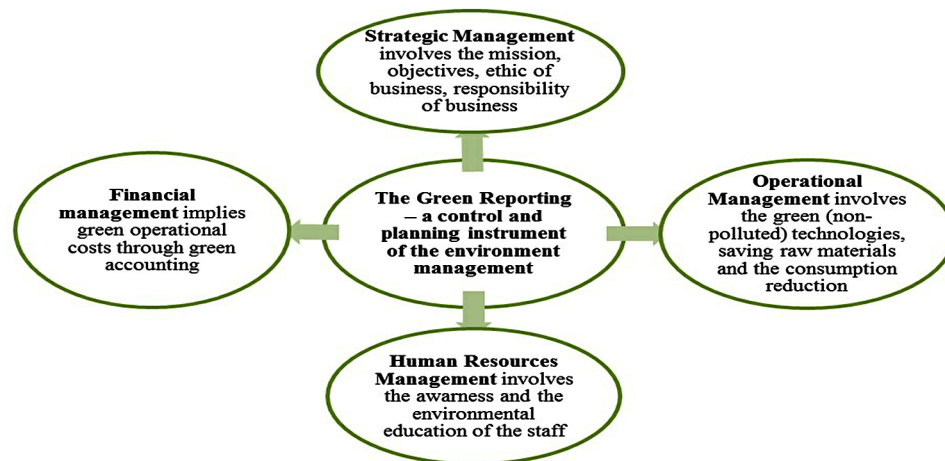 Strategic Management
involves the mission,
objectives, ethic of
business, responsibility
of business
Financial
management implies
green operational
costs through green
accounting
The Green Reporting
– a control and
planning instrument
of the environment
management
Operational
Management involves
the green (non-
polluted) technologies,
saving raw materials
and the consumption
reduction
Human Resources
Management involves
the awarness and the
environmental
education of the staff